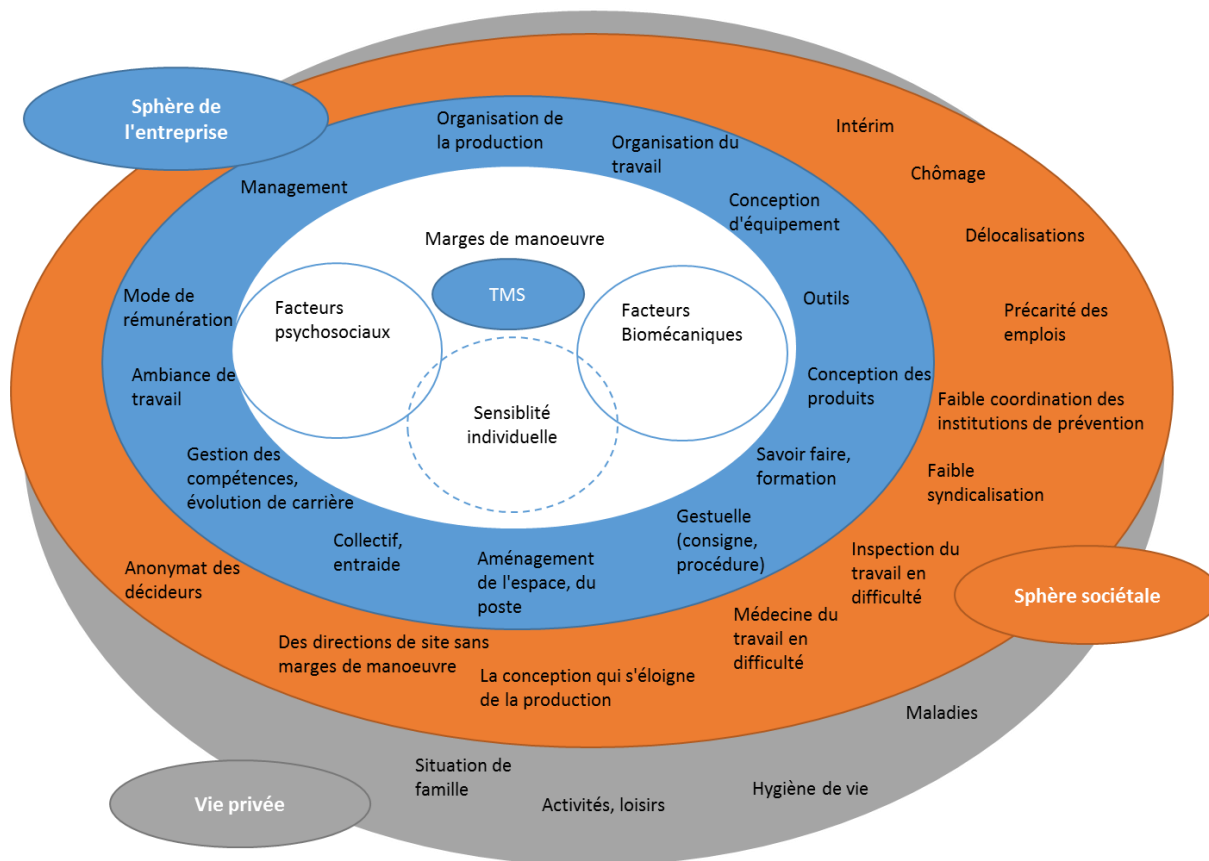 Sphère de
l'entreprise
Organisation de
la production
Organisation du
travail
Management
Conception
d'équipement
Intérim
Chômage
Délocalisations
Marges de manoeuvre
TMS
Mode de
rémunération
Facteurs
psychosociaux
Facteurs
Biomécaniques
Outils
Précarité des
emplois
Ambiance de
travail
Sensiblité
individuelle
Conception des
produits
Faible coordination des
institutions de prévention
Gestion des
compétences,
évolution de carrière
Savoir faire,
formation
Faible
syndicalisation
Collectif,
entraide
Aménagement
de l'espace, du
poste
Gestuelle
(consigne,
procédure)
Anonymat des
décideurs
Inspection du
travail en
difficulté
Sphère sociétale
Des directions de site sans
marges de manoeuvre
La conception qui s'éloigne
de la production
Médecine du
travail en
difficulté
Maladies
Vie privée
Situation de
famille
Activités, loisirs
Hygiène de vie